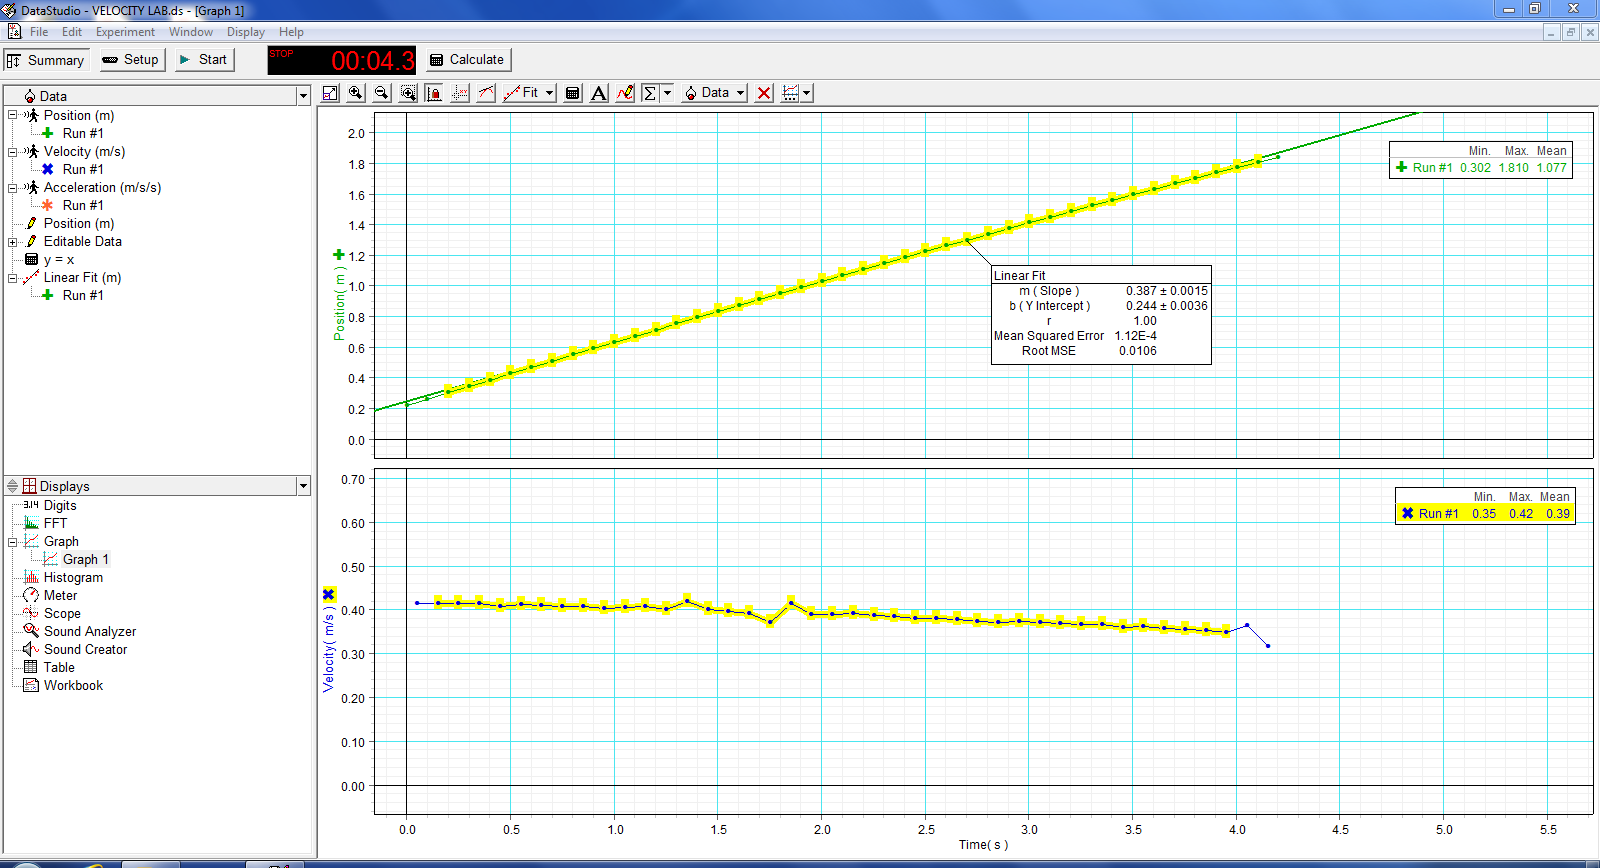 DataStudio - VELOCITY LAB.ds - [Graph 1]
File Edit Experiment Window Display Help
Summary Setup Start STOP 00:04.3 Calculate
Fit A Σ Data
Data
Position (m)
Run #1
Velocity (m/s)
Run #1
Acceleration (m/s/s)
Run #1
Position (m)
Editable Data
y = x
Linear Fit (m)
Run #1
Displays
3.14 Digits
FFT
Graph
Graph 1
Histogram
Meter
Scope
Sound Analyzer
Sound Creator
Table
Workbook
Position( m )
2.0
1.8
1.6
1.4
1.2
1.0
0.8
0.6
0.4
0.2
0.0
Min. Max. Mean
Run #1 0.302 1.810 1.077
Linear Fit
m ( Slope ) 0.387 ± 0.0015
b ( Y Intercept ) 0.244 ± 0.0036
r 1.00
Mean Squared Error 1.12E-4
Root MSE 0.0106
Velocity( m/s )
0.70
0.60
0.50
0.40
0.30
0.20
0.10
0.00
Min. Max. Mean
Run #1 0.35 0.42 0.39
0.0 0.5 1.0 1.5 2.0 2.5 3.0 3.5 4.0 4.5 5.0 5.5
Time( s )